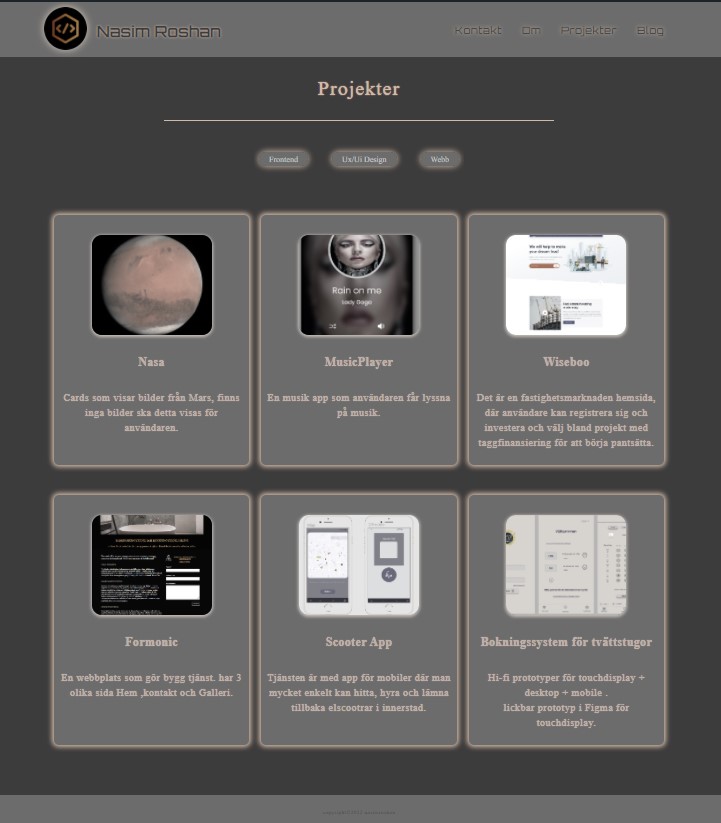 Nasim Roshan
Kontakt Om Projekter Blog
Projekter
Frontend Ux/Ui Design Webb
Rain on me
Lady Gaga
Nasa
Cards som visar bilder från Mars, finns
inga bilder ska detta visas för
användaren.
MusicPlayer
En musik app som användaren får lyssna
på musik.
Wiseboo
Det är en fastighetsmarknaden hemsida,
där användare kan registrera sig och
investera och välj bland projekt med
taggfinansiering för att börja pantsätta.
Formonic
En webbplats som gör bygg tjänst. har 3
olika sida Hem ,kontakt och Galleri.
Scooter App
Tjänsten är med app för mobiler där man
mycket enkelt kan hitta, hyra och lämna
tillbaka elscootrar i innerstad.
Bokningssystem för tvättstugor
Hi-fi prototyper för touchdisplay +
desktop + mobile .
lickbar prototyp i Figma för
touchdisplay.